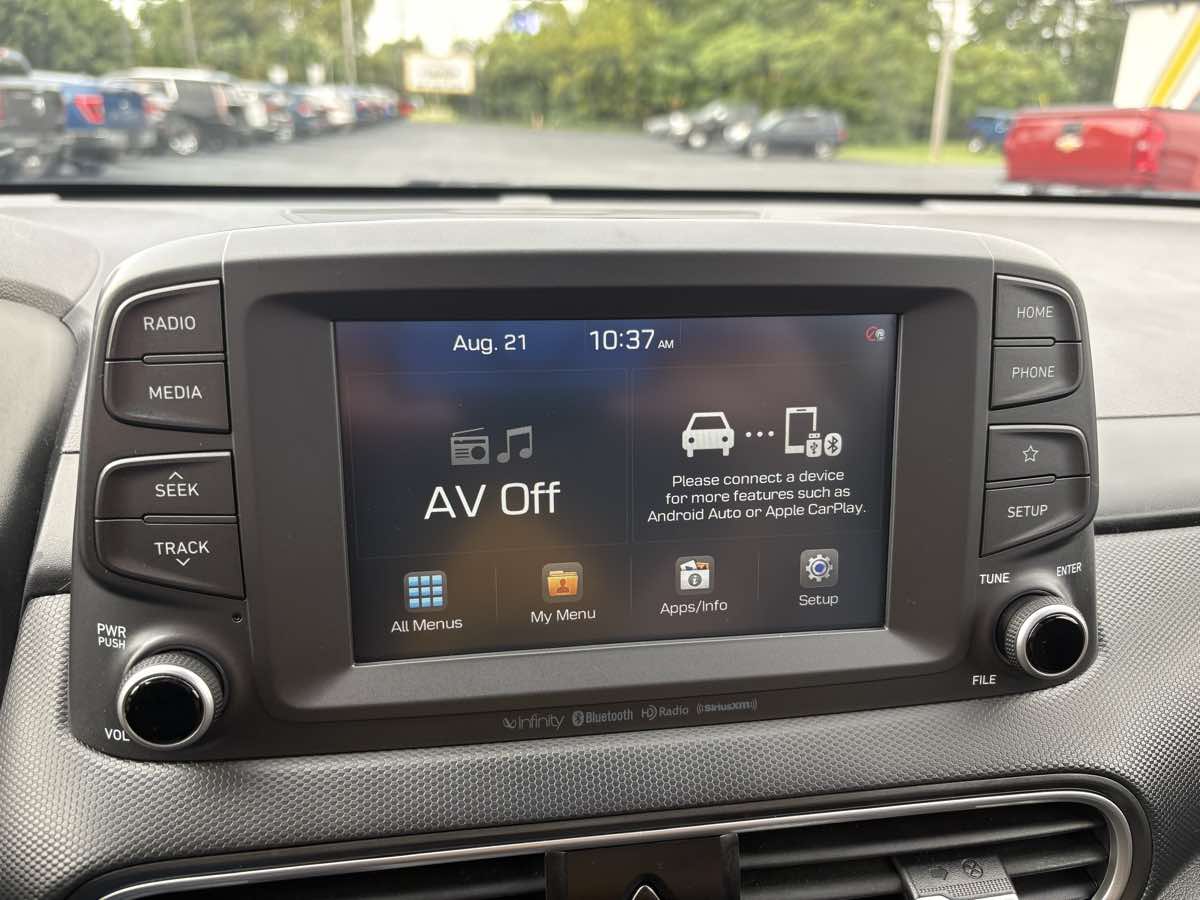 RADIO
MEDIA
SEEK
TRACK
PWR
PUSH
VOL
Aug. 21 10:37 AM
AV Off
Please connect a device
for more features such as
Android Auto or Apple CarPlay.
All Menus
My Menu
Apps/Info
Setup
HOME
PHONE
SETUP
TUNE
ENTER
FILE
infinity Bluetooth HD Radio SiriusXM